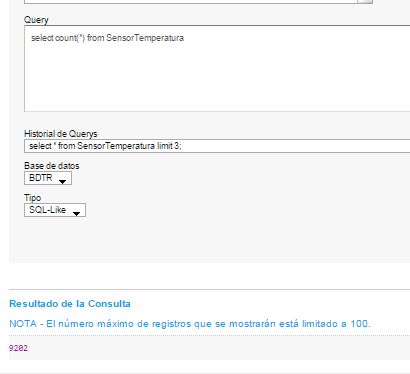 Query
select count(*) from SensorTemperatura
Historial de Querys
select * from SensorTemperatura limit 3;
Base de datos
BDTR
Tipo
SQL-Like
Resultado de la Consulta
NOTA - El número máximo de registros que se mostrarán está limitado a 100.
9202